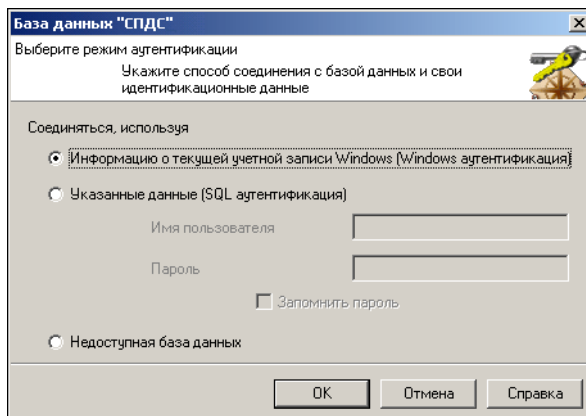 База данных "СПДС"
Выберите режим аутентификации
Укажите способ соединения с базой данных и свои
идентификационные данные
Соединяться, используя
Информацию о текущей учетной записи Windows (Windows аутентификация)
Указанные данные (SQL аутентификация)
Имя пользователя
Пароль
Запомнить пароль
Недоступная база данных
OK Отмена Справка